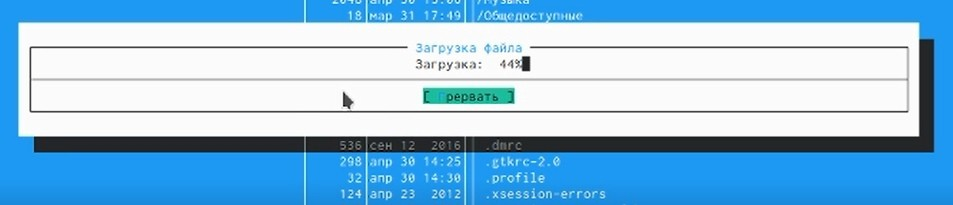 2048 апр 30 13:00 /Музыка
18 мар 31 17:49 /Общедоступные
Загрузка файла
Загрузка: 44%
[ Прервать ]
536 сен 12 2016 .dmrc
298 апр 30 14:25 .gtkrc-2.0
32 апр 30 14:30 .profile
124 апр 23 2012 .xsession-errors